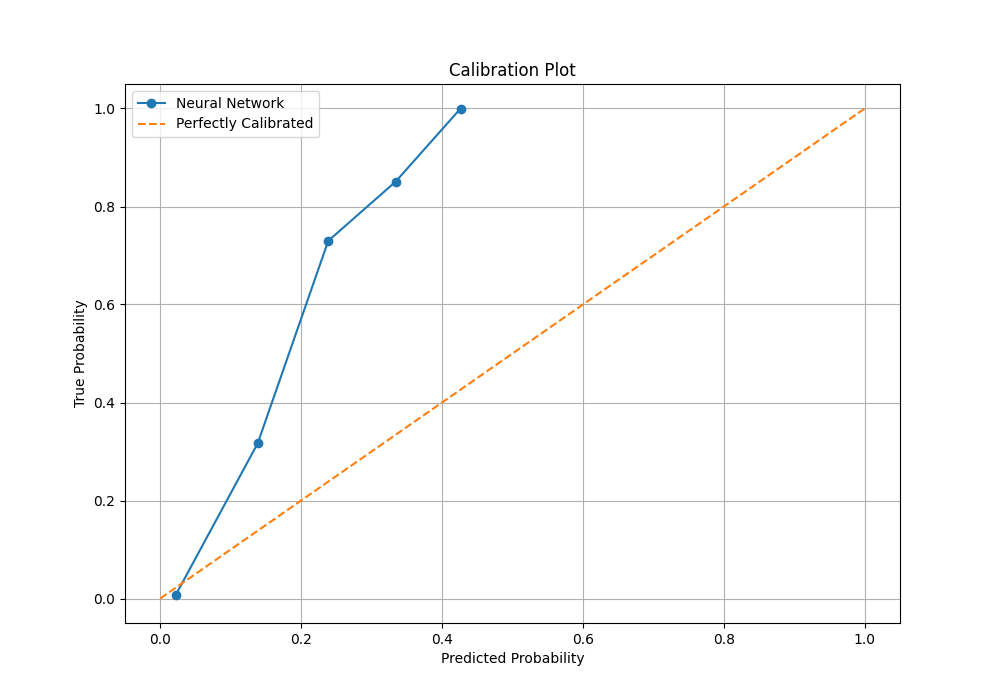 Calibration Plot
Neural Network
Perfectly Calibrated
1.0
0.8
0.6
0.4
0.2
0.0
True Probability
0.0 0.2 0.4 0.6 0.8 1.0
Predicted Probability